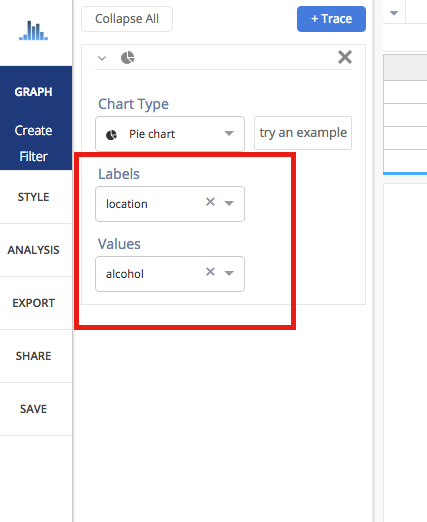 Collapse All
+ Trace
GRAPH
Create
Filter
STYLE
ANALYSIS
EXPORT
SHARE
SAVE
Chart Type
Pie chart
try an example
Labels
location
Values
alcohol